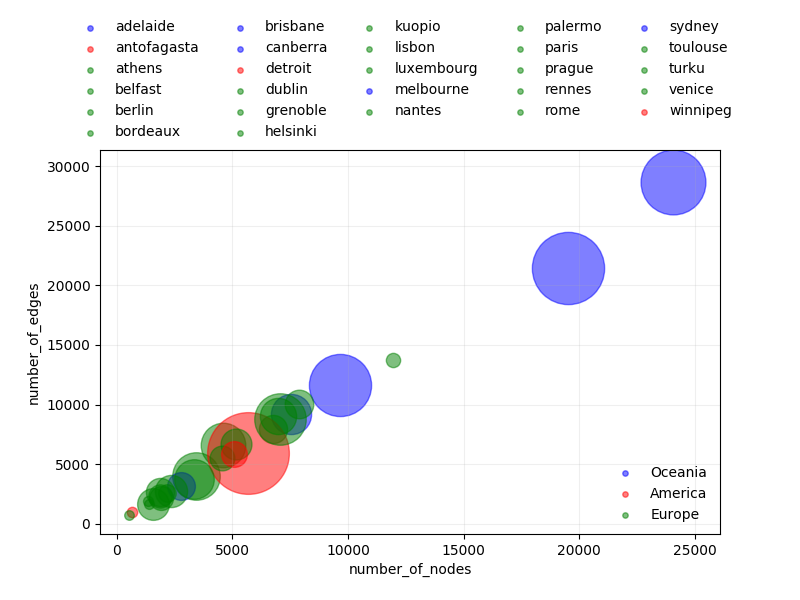 adelaide brisbane kuopio palermo sydney
antofagasta canberra lisbon paris toulouse
athens detroit luxembourg prague turku
belfast dublin melbourne rennes venice
berlin grenoble nantes rome winnipeg
bordeaux helsinki
30000
25000
20000
15000
10000
5000
0
number_of_edges
Oceania
America
Europe
0 5000 10000 15000 20000 25000
number_of_nodes